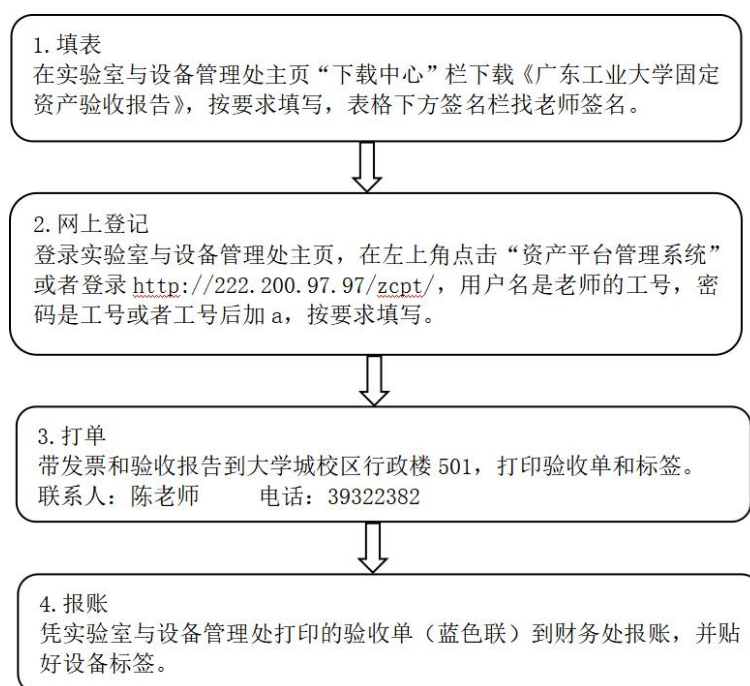 1.填表
在实验室与设备管理处主页“下载中心”栏下载《广东工业大学固定
资产验收报告》，按要求填写，表格下方签名栏找老师签名。
2.网上登记
登录实验室与设备管理处主页，在左上角点击“资产平台管理系统”
或者登录 http://222.200.97.97/zcpt/，用户名是老师的工号，密
码是工号或者工号后加 a，按要求填写。
3.打单
带发票和验收报告到大学城校区行政楼 501，打印验收单和标签。
联系人：陈老师 电话：39322382
4.报账
凭实验室与设备管理处打印的验收单（蓝色联）到财务处报账，并贴
好设备标签。